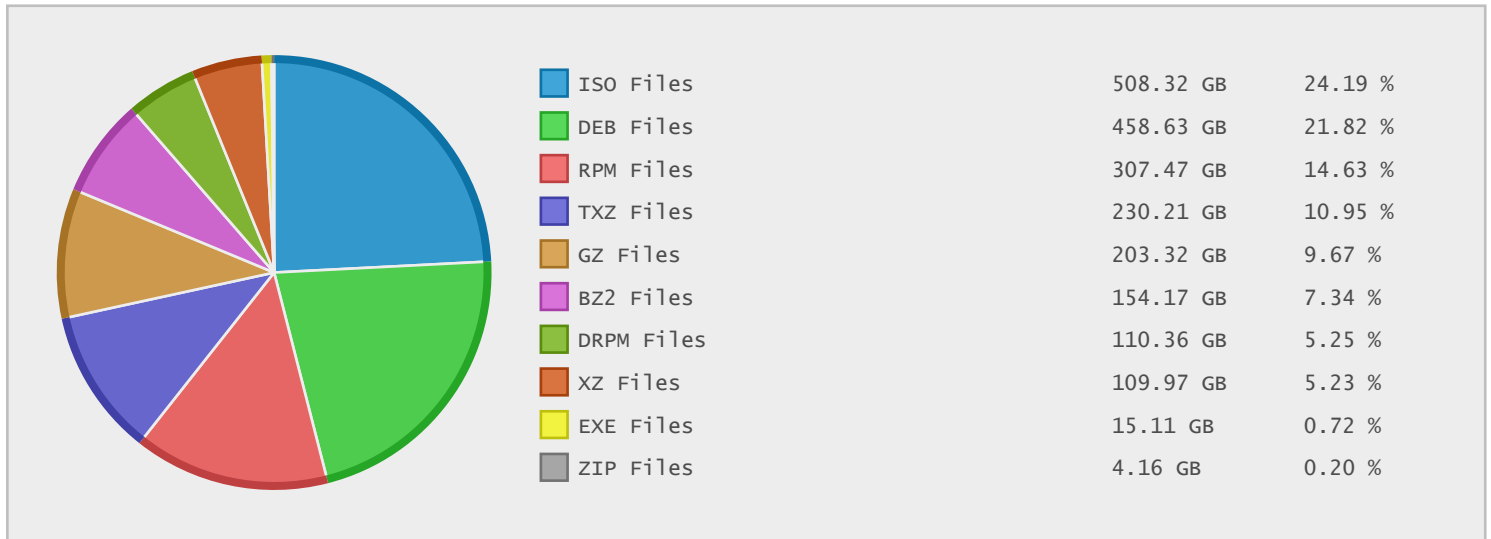 ISO Files 508.32 GB 24.19 %
DEB Files 458.63 GB 21.82 %
RPM Files 307.47 GB 14.63 %
TXZ Files 230.21 GB 10.95 %
GZ Files 203.32 GB 9.67 %
BZ2 Files 154.17 GB 7.34 %
DRPM Files 110.36 GB 5.25 %
XZ Files 109.97 GB 5.23 %
EXE Files 15.11 GB 0.72 %
ZIP Files 4.16 GB 0.20 %